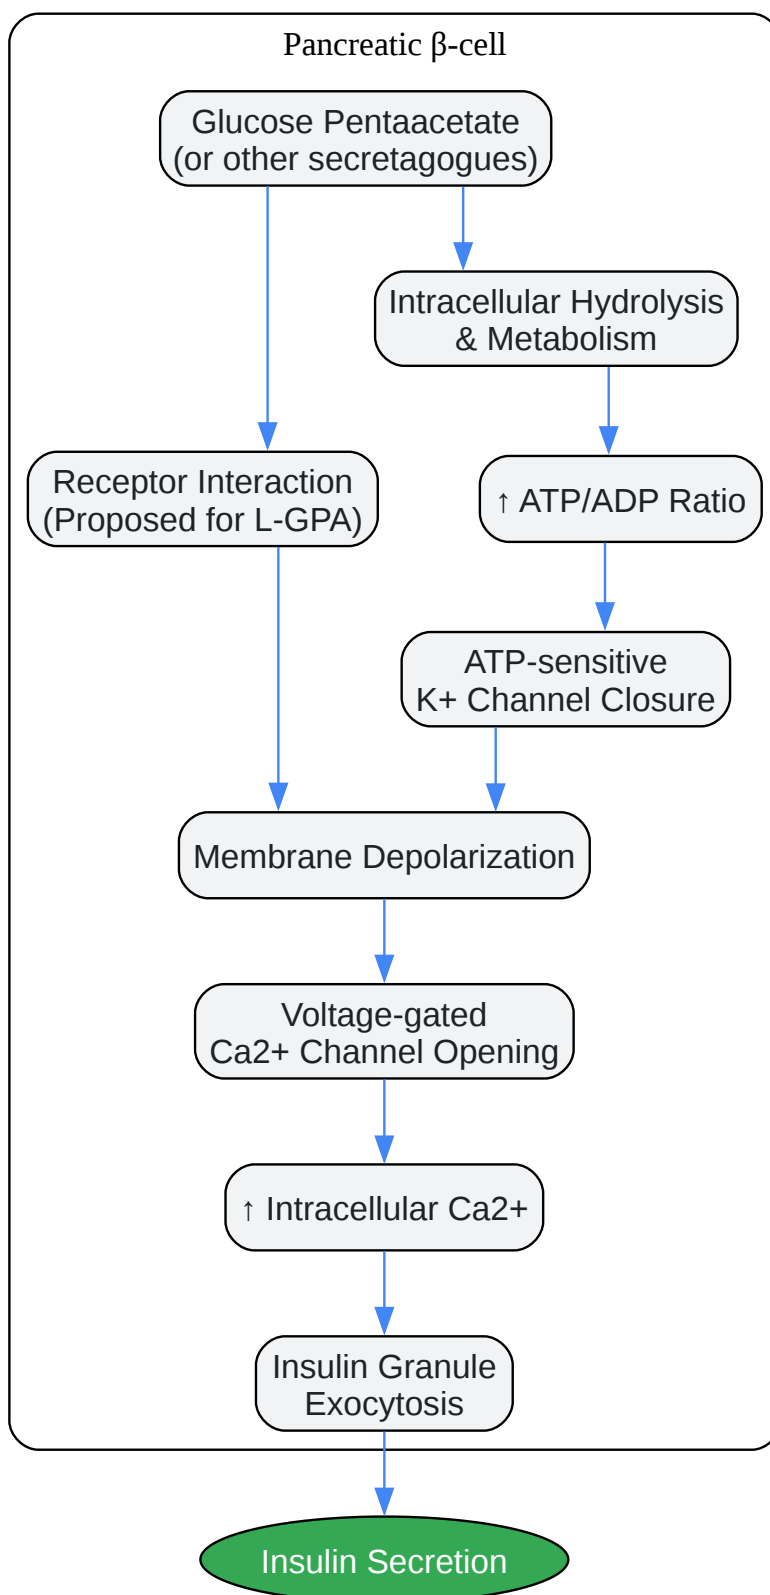 Pancreatic β-cell
Glucose Pentaacetate
(or other secretagogues)
Intracellular Hydrolysis
& Metabolism
Receptor Interaction
(Proposed for L-GPA)
↑ ATP/ADP Ratio
ATP-sensitive
K+ Channel Closure
Membrane Depolarization
Voltage-gated
Ca2+ Channel Opening
↑ Intracellular Ca2+
Insulin Granule
Exocytosis
Insulin Secretion